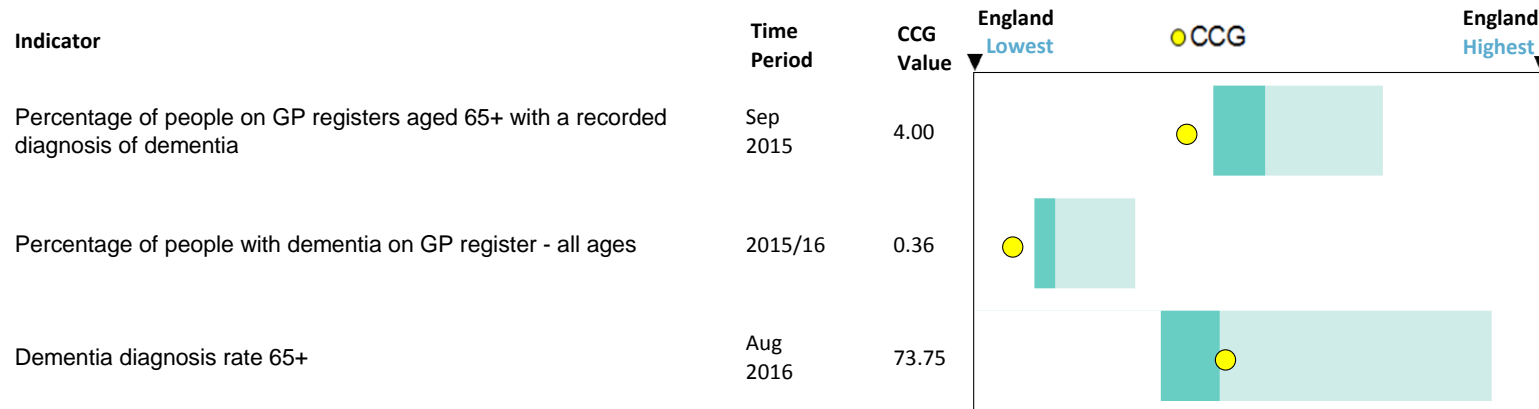 Indicator
Time
Period
CCG
Value
England
Lowest
CCG
England
Highest
Percentage of people on GP registers aged 65+ with a recorded
diagnosis of dementia
Sep
2015
4.00
Percentage of people with dementia on GP register - all ages
2015/16
0.36
Dementia diagnosis rate 65+
Aug
2016
73.75